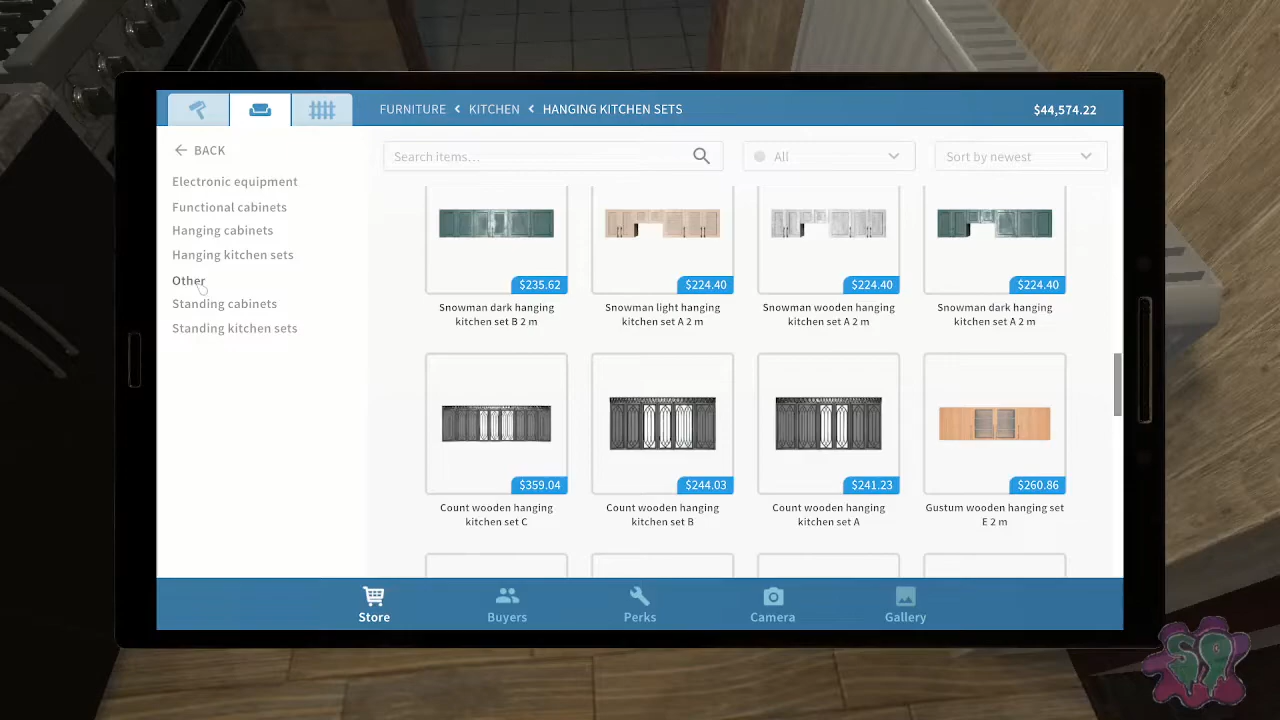 FURNITURE < KITCHEN < HANGING KITCHEN SETS
$44,574.22
BACK
Search items...
All
Sort by newest
Electronic equipment
Functional cabinets
Hanging cabinets
Hanging kitchen sets
Other
Standing cabinets
Standing kitchen sets
$235.62
$224.40
$224.40
$224.40
Snowman dark hanging
kitchen set B 2 m
Snowman light hanging
kitchen set A 2 m
Snowman wooden hanging
kitchen set A 2 m
Snowman dark hanging
kitchen set A 2 m
$359.04
$244.03
$241.23
$260.86
Count wooden hanging
kitchen set C
Count wooden hanging
kitchen set B
Count wooden hanging
kitchen set A
Gustum wooden hanging set
E 2 m
Store
Buyers
Perks
Camera
Gallery
S9